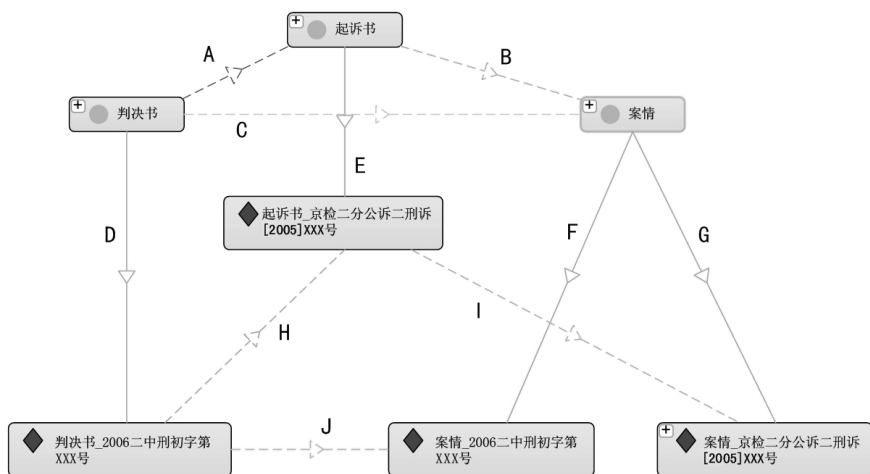 起诉书
A
B
判决书
C
案情
E
起诉书_京检二分公诉二刑诉
[2005]XXX号
D
F
G
H
I
J
判决书_2006二中刑初字第
XXX号
案情_2006二中刑初字第
XXX号
案情_京检二分公诉二刑诉
[2005]XXX号